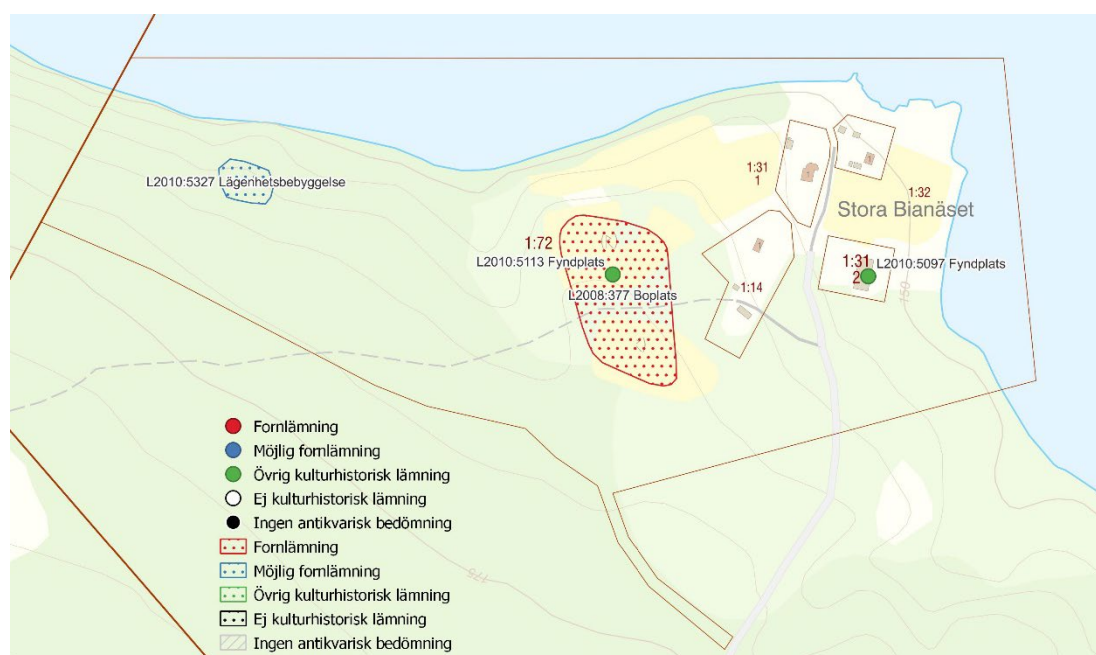 1:31
1
L2010:5327 Lägenhetsbebyggelse
1:32
Stora Bianäset
1:72
L2010:5113 Fyndplats
1:31
L2010:5097 Fyndplats
2
1:14
L2008:377 Boplats
150
175
Fornlämning
Möjlig fornlämning
Övrig kulturhistorisk lämning
Ej kulturhistorisk lämning
Ingen antikvarisk bedömning
Fornlämning
Möjlig fornlämning
Övrig kulturhistorisk lämning
Ej kulturhistorisk lämning
Ingen antikvarisk bedömning